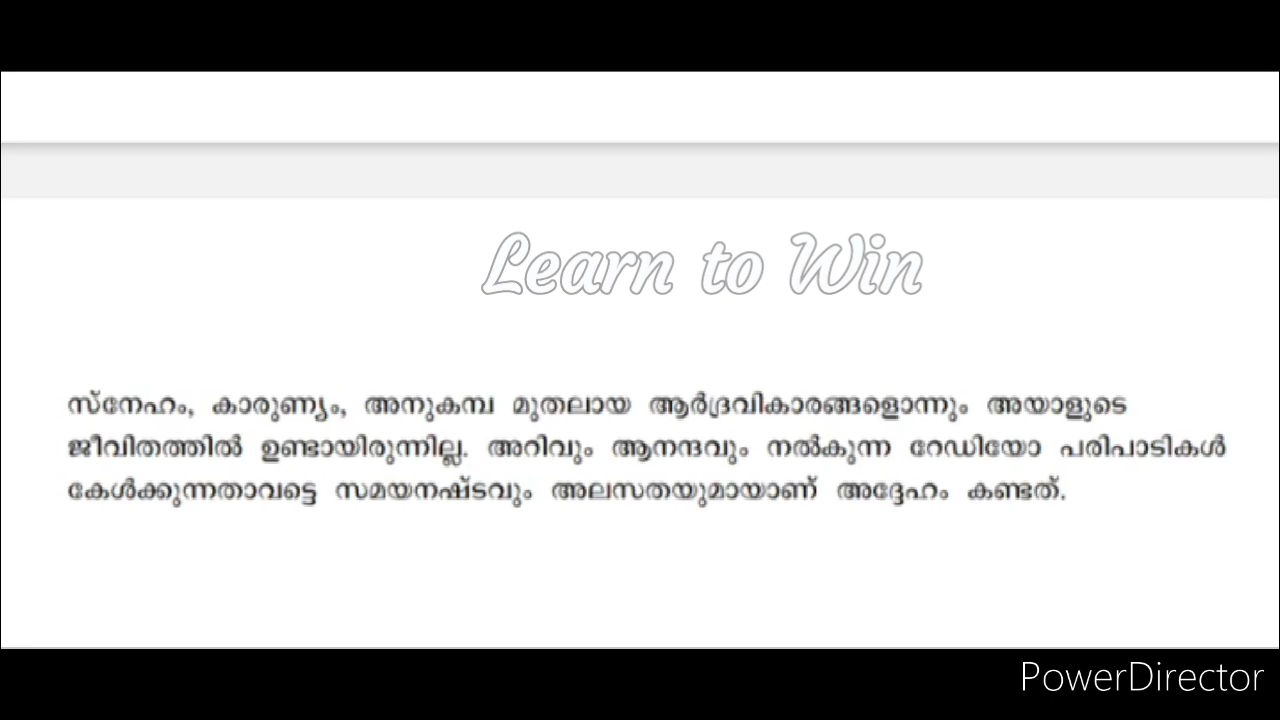 Learn to Win
സ്നേഹം, കാരുണ്യം, അനുകമ്പ മുതലായ ആർദ്രവികാരങ്ങളൊന്നും അയാളുടെ
ജീവിതത്തിൽ ഉണ്ടായിരുന്നില്ല. അറിവും ആനന്ദവും നൽകുന്ന റേഡിയോ പരിപാടികൾ
കേൾക്കുന്നതാവട്ടെ സമയനഷ്ടവും അലസതയുമായാണ് അദ്ദേഹം കണ്ടത്.
PowerDirector